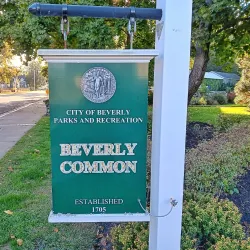 CITY OF BEVERLY
PARKS AND RECREATION
BEVERLY
COMMON
ESTABLISHED
1705